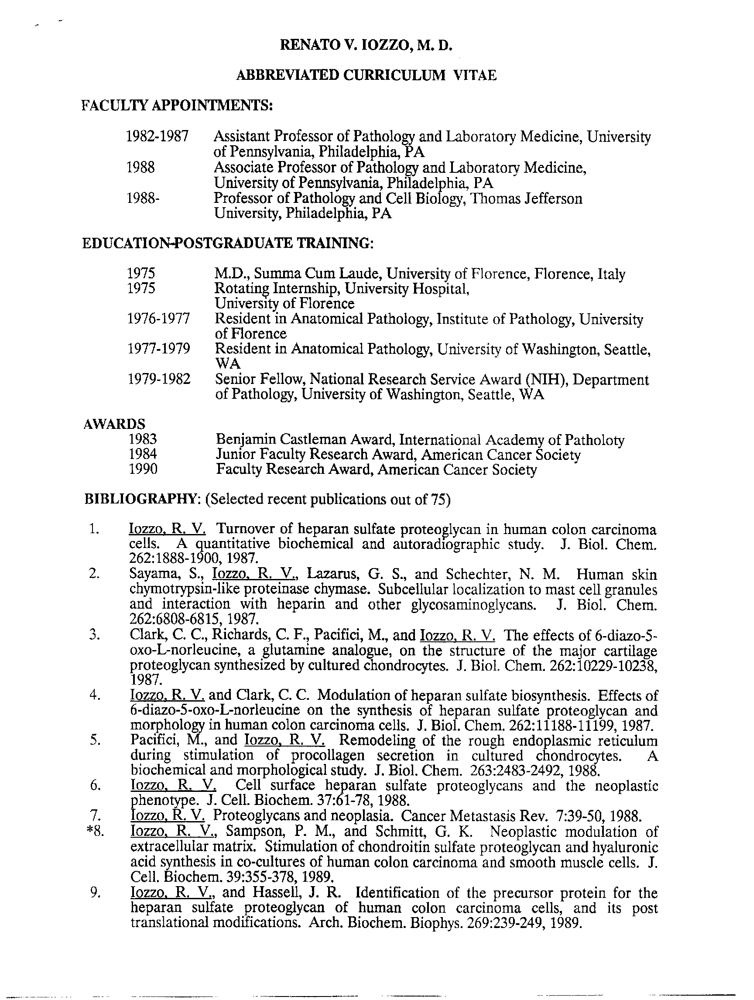 RENATO V. IOZZO, M. D.
ABBREVIATED CURRICULUM VITAE
FACULTY APPOINTMENTS:
1982-1987 Assistant Professor of Pathology and Laboratory Medicine, University
of Pennsylvania, Philadelphia, PA
1988 Associate Professor of Pathology and Laboratory Medicine,
University of Pennsylvania, Philadelphia, PA
1988- Professor of Pathology and Cell Biology, Thomas Jefferson
University, Philadelphia, PA
EDUCATION-POSTGRADUATE TRAINING:
1975 M.D., Summa Cum Laude, University of Florence, Florence, Italy
1975 Rotating Internship, University Hospital,
University of Florence
1976-1977 Resident in Anatomical Pathology, Institute of Pathology, University
of Florence
1977-1979 Resident in Anatomical Pathology, University of Washington, Seattle,
WA
1979-1982 Senior Fellow, National Research Service Award (NIH), Department
of Pathology, University of Washington, Seattle, WA
AWARDS
1983 Benjamin Castleman Award, International Academy of Patholoty
1984 Junior Faculty Research Award, American Cancer Society
1990 Faculty Research Award, American Cancer Society
BIBLIOGRAPHY: (Selected recent publications out of 75)
1. Iozzo, R. V. Turnover of heparan sulfate proteoglycan in human colon carcinoma
cells. A quantitative biochemical and autoradiographic study. J. Biol. Chem.
262:1888-1900, 1987.
2. Sayama, S., Iozzo, R. V., Lazarus, G. S., and Schechter, N. M. Human skin
chymotrypsin-like proteinase chymase. Subcellular localization to mast cell granules
and interaction with heparin and other glycosaminoglycans. J. Biol. Chem.
262:6808-6815, 1987.
3. Clark, C. C., Richards, C. F., Pacifici, M., and Iozzo, R. V. The effects of 6-diazo-5-
oxo-L-norleucine, a glutamine analogue, on the structure of the major cartilage
proteoglycan synthesized by cultured chondrocytes. J. Biol. Chem. 262:10229-10238,
1987.
4. Iozzo, R. V. and Clark, C. C. Modulation of heparan sulfate biosynthesis. Effects of
6-diazo-5-oxo-L-norleucine on the synthesis of heparan sulfate proteoglycan and
morphology in human colon carcinoma cells. J. Biol. Chem. 262:11188-11199, 1987.
5. Pacifici, M., and Iozzo, R. V. Remodeling of the rough endoplasmic reticulum
during stimulation of procollagen secretion in cultured chondrocytes. A
biochemical and morphological study. J. Biol. Chem. 263:2483-2492, 1988.
6. Iozzo, R. V. Cell surface heparan sulfate proteoglycans and the neoplastic
phenotype. J. Cell. Biochem. 37:61-78, 1988.
7. Iozzo, R. V. Proteoglycans and neoplasia. Cancer Metastasis Rev. 7:39-50, 1988.
*8. Iozzo, R. V., Sampson, P. M., and Schmitt, G. K. Neoplastic modulation of
extracellular matrix. Stimulation of chondroitin sulfate proteoglycan and hyaluronic
acid synthesis in co-cultures of human colon carcinoma and smooth muscle cells. J.
Cell. Biochem. 39:355-378, 1989.
9. Iozzo, R. V., and Hassell, J. R. Identification of the precursor protein for the
heparan sulfate proteoglycan of human colon carcinoma cells, and its post
translational modifications. Arch. Biochem. Biophys. 269:239-249, 1989.